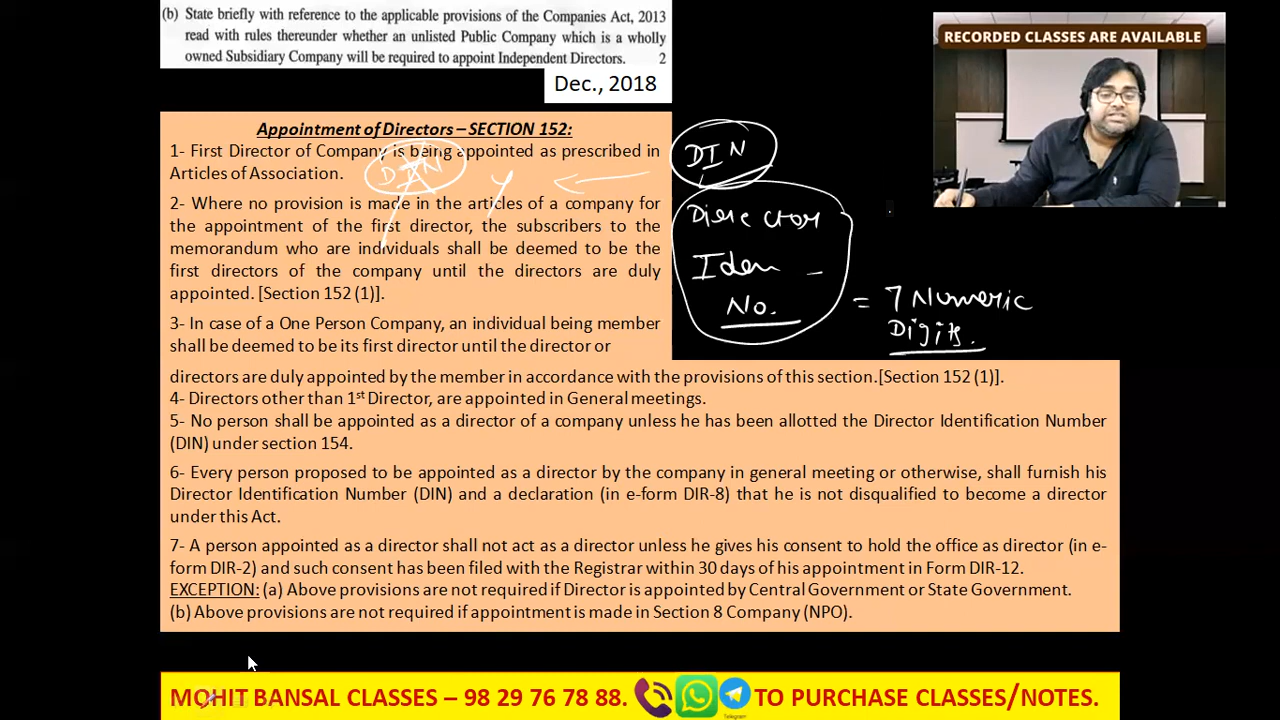 (b) State briefly with reference to the applicable provisions of the Companies Act, 2013
read with rules thereunder whether an unlisted Public Company which is a wholly
owned Subsidiary Company will be required to appoint Independent Directors. 2
Dec., 2018
RECORDED CLASSES ARE AVAILABLE
Appointment of Directors – SECTION 152:
1- First Director of Company is being appointed as prescribed in
Articles of Association.
2- Where no provision is made in the articles of a company for
the appointment of the first director, the subscribers to the
memorandum who are individuals shall be deemed to be the
first directors of the company until the directors are duly
appointed. [Section 152 (1)].
3- In case of a One Person Company, an individual being member
shall be deemed to be its first director until the director or
directors are duly appointed by the member in accordance with the provisions of this section.[Section 152 (1)].
4- Directors other than 1st Director, are appointed in General meetings.
5- No person shall be appointed as a director of a company unless he has been allotted the Director Identification Number
(DIN) under section 154.
6- Every person proposed to be appointed as a director by the company in general meeting or otherwise, shall furnish his
Director Identification Number (DIN) and a declaration (in e-form DIR-8) that he is not disqualified to become a director
under this Act.
7- A person appointed as a director shall not act as a director unless he gives his consent to hold the office as director (in e-
form DIR-2) and such consent has been filed with the Registrar within 30 days of his appointment in Form DIR-12.
EXCEPTION: (a) Above provisions are not required if Director is appointed by Central Government or State Government.
(b) Above provisions are not required if appointment is made in Section 8 Company (NPO).
DIN
DIN
Director
Iden
No.
= 7 Numeric
Digits.
MOHIT BANSAL CLASSES – 98 29 76 78 88. TO PURCHASE CLASSES/NOTES.
Telegram